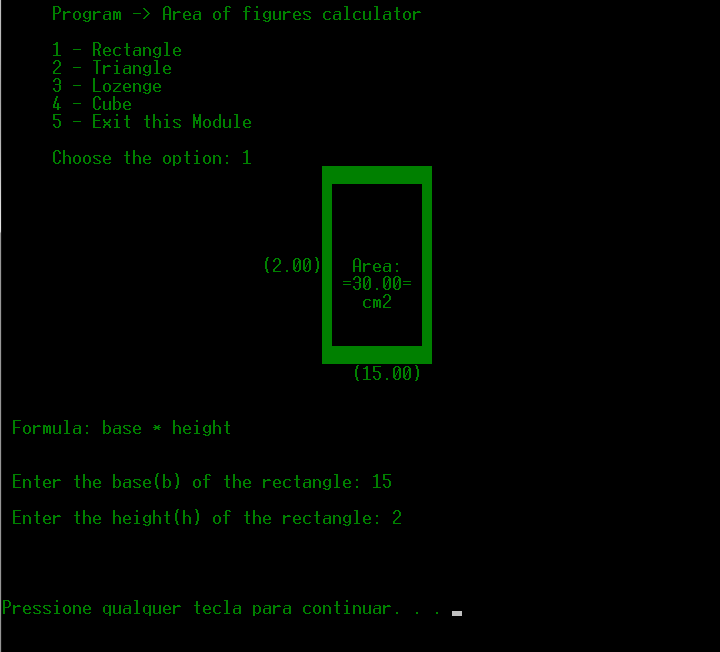 Program -> Area of figures calculator
1 - Rectangle
2 - Triangle
3 - Lozenge
4 - Cube
5 - Exit this Module
Choose the option: 1
(2.00) Area:
=30.00=
cm2
(15.00)
Formula: base * height
Enter the base(b) of the rectangle: 15
Enter the height(h) of the rectangle: 2
Pressione qualquer tecla para continuar. . .